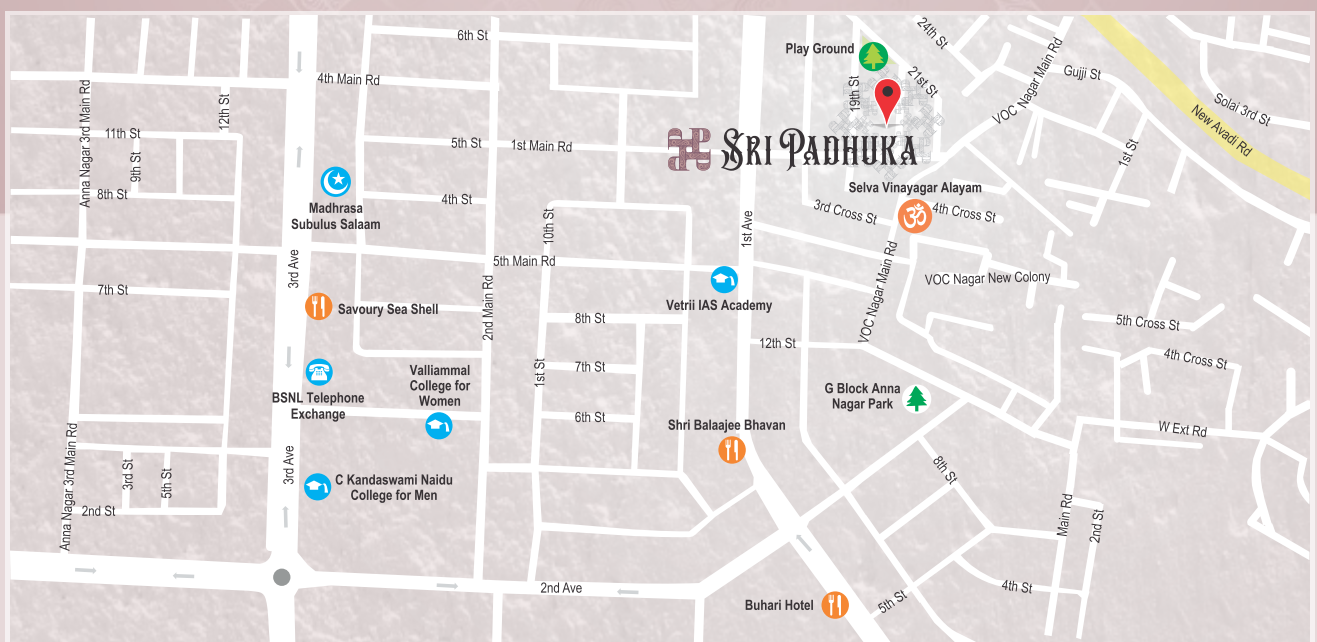 6th St
24th St
Play Ground
Gujji St
4th Main Rd
19th St
21st St
VOC Nagar Main Rd
Solai 3rd St
New Avadi Rd
Anna Nagar 3rd Main Rd
12th St
11th St
9th St
5th St
1st Main Rd
SRI PADHUKA
1st St
8th St
Madhrasa
Subulus Salaam
4th St
Selva Vinayagar Alayam
3rd Cross St
ॐ
4th Cross St
10th St
1st Ave
3rd Ave
5th Main Rd
VOC Nagar Main Rd
VOC Nagar New Colony
7th St
Savoury Sea Shell
2nd Main Rd
Vetrii IAS Academy
8th St
5th Cross St
12th St
4th Cross St
BSNL Telephone
Exchange
Valliammal
College for
Women
1st St
7th St
G Block Anna
Nagar Park
6th St
Shri Balaajee Bhavan
W Ext Rd
Anna Nagar 3rd Main Rd
3rd St
5th St
3rd Ave
C Kandaswami Naidu
College for Men
8th St
2nd St
Main Rd
2nd St
2nd Ave
4th St
Buhari Hotel
5th St